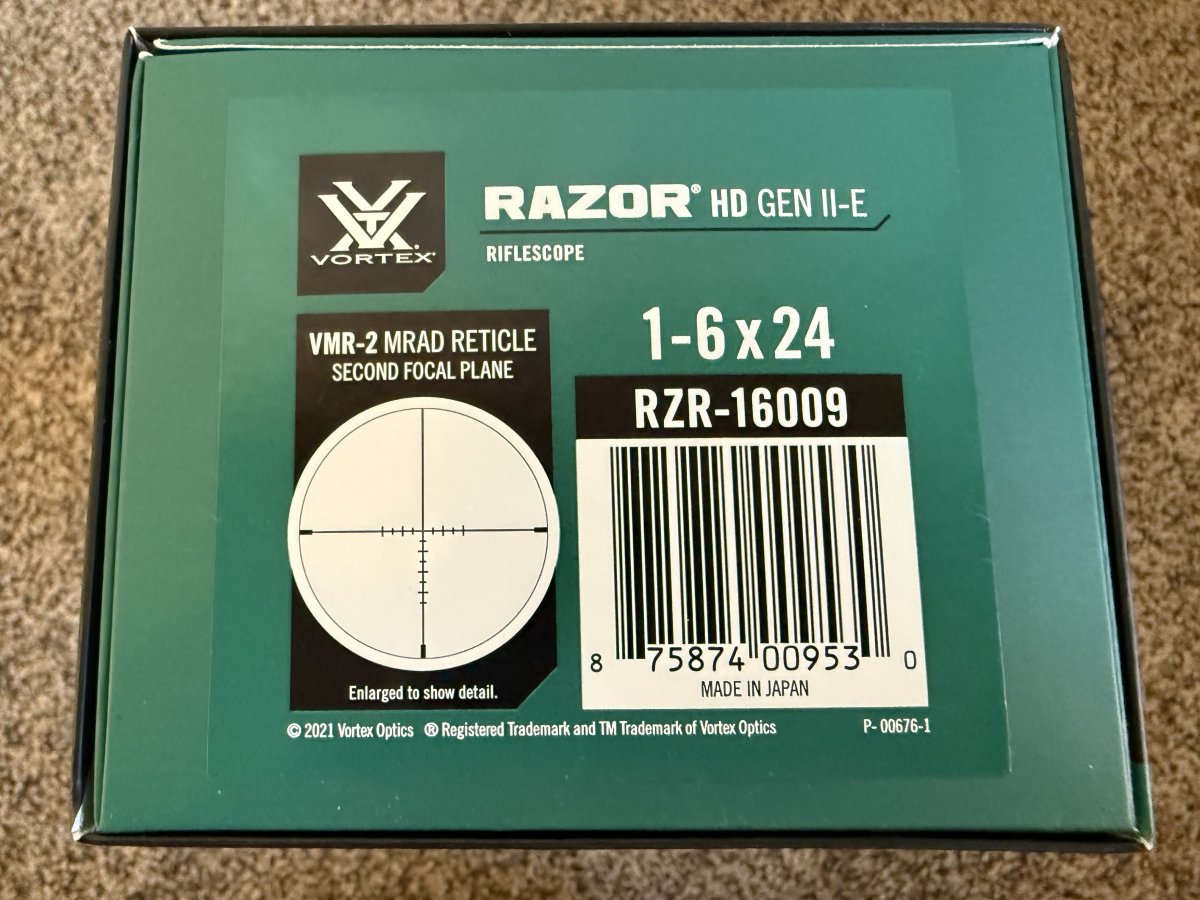 VORTEX®
RAZOR® HD GEN II-E
RIFLESCOPE
VMR-2 MRAD RETICLE
SECOND FOCAL PLANE
Enlarged to show detail.
1-6 x 24
RZR-16009
8 75874 00953 0
MADE IN JAPAN
© 2021 Vortex Optics ® Registered Trademark and TM Trademark of Vortex Optics
P- 00676-1